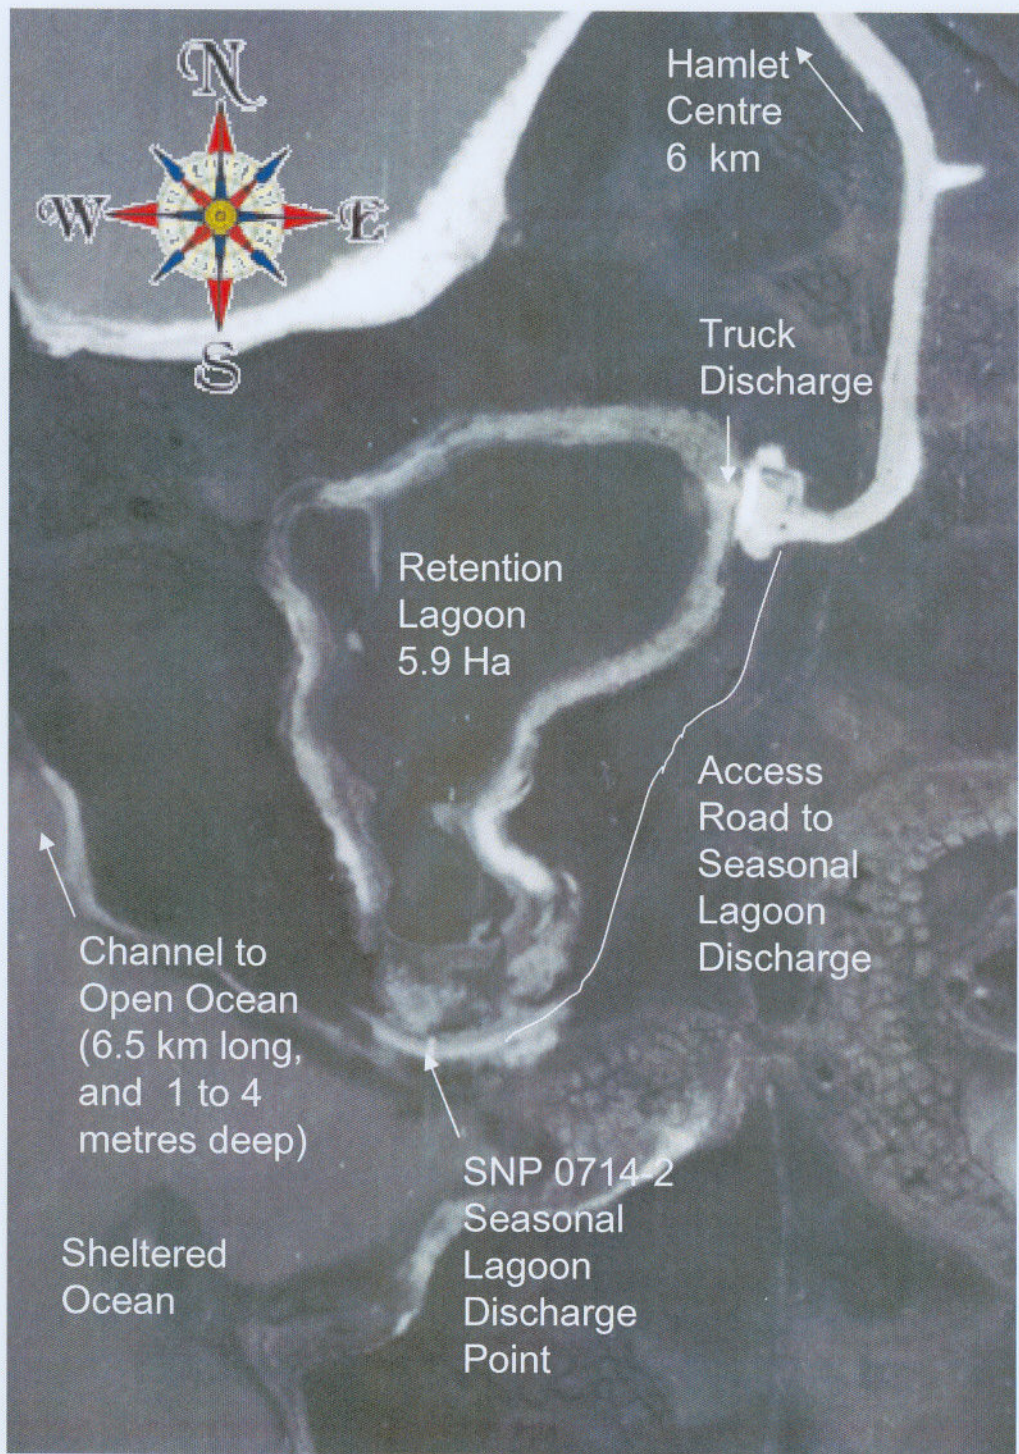 N
W
E
S
Hamlet
Centre
6 km
Truck
Discharge
Retention
Lagoon
5.9 Ha
Access
Road to
Seasonal
Lagoon
Discharge
Channel to
Open Ocean
(6.5 km long,
and 1 to 4
metres deep)
SNP 0714-2
Seasonal
Lagoon
Discharge
Point
Sheltered
Ocean